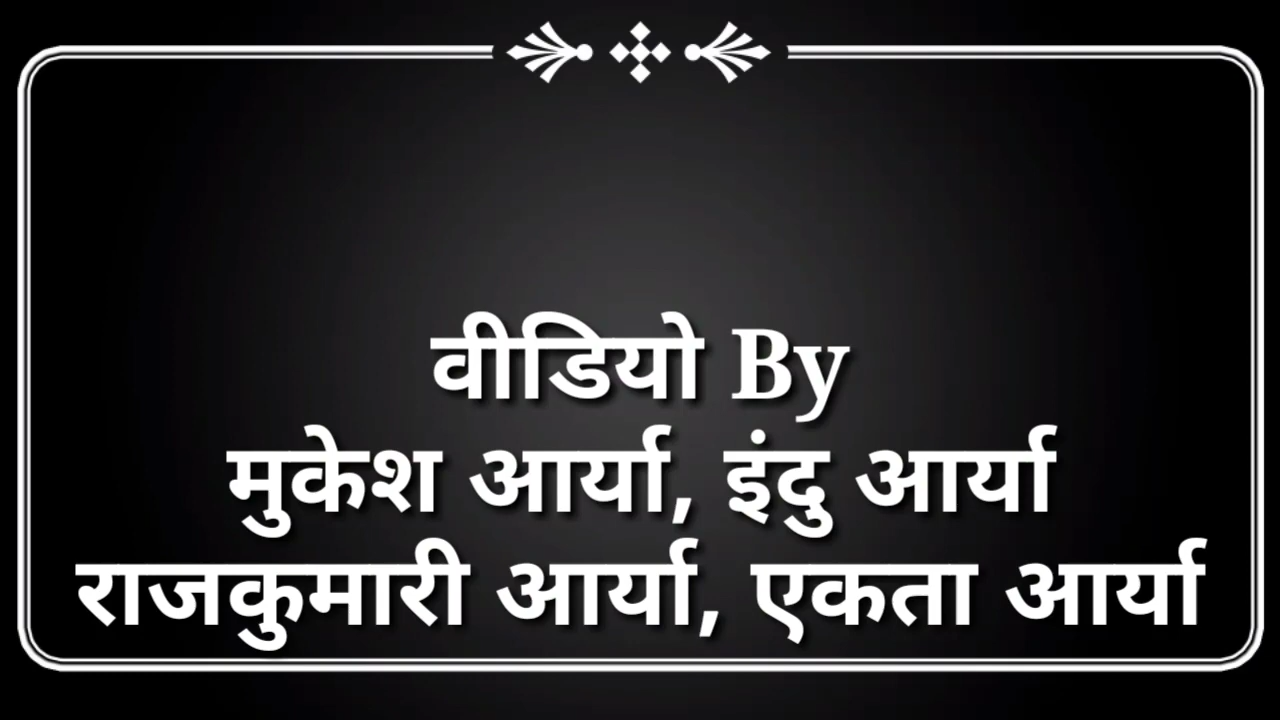 वीडियो By
मुकेश आर्या, इंदु आर्या
राजकुमारी आर्या, एकता आर्या